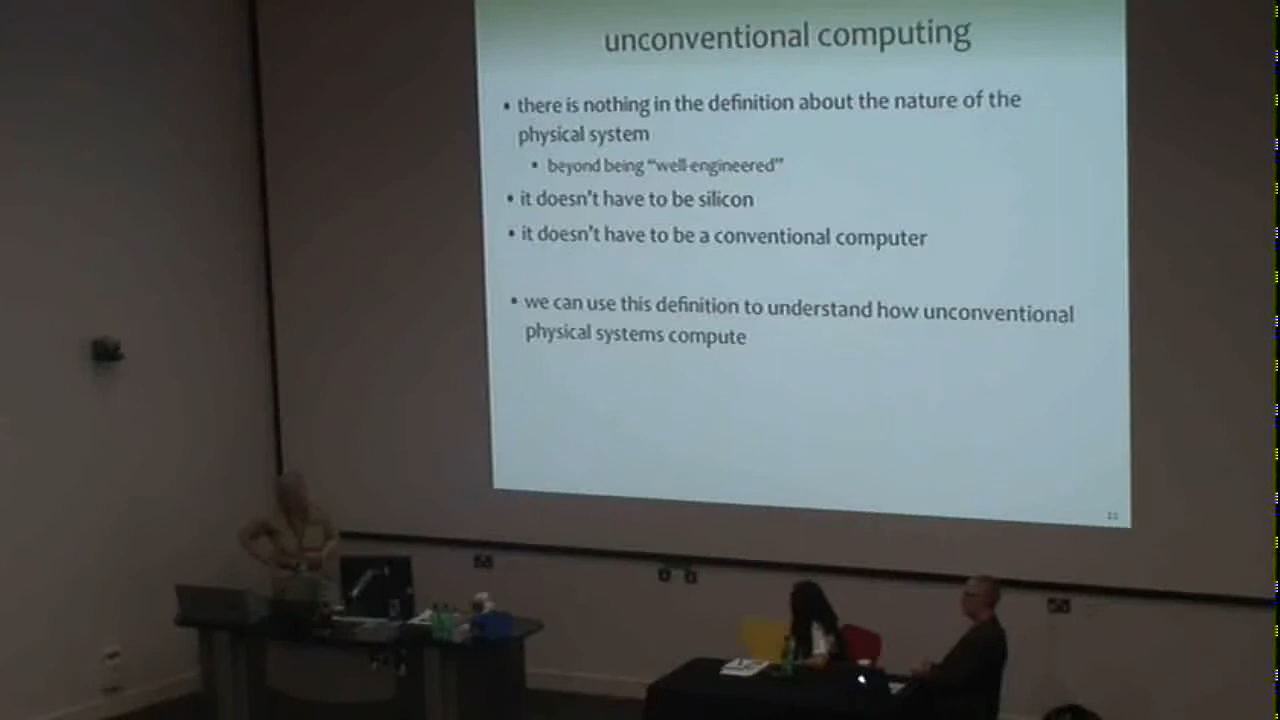 unconventional computing
• there is nothing in the definition about the nature of the
physical system
• beyond being “well-engineered”
• it doesn't have to be silicon
• it doesn't have to be a conventional computer
• we can use this definition to understand how unconventional
physical systems compute